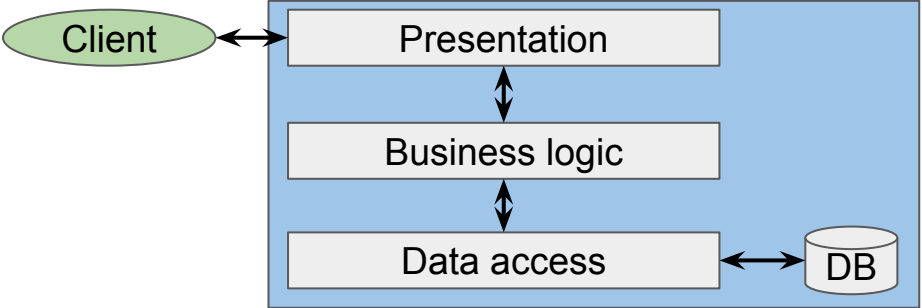 Client
Presentation
Business logic
Data access
DB